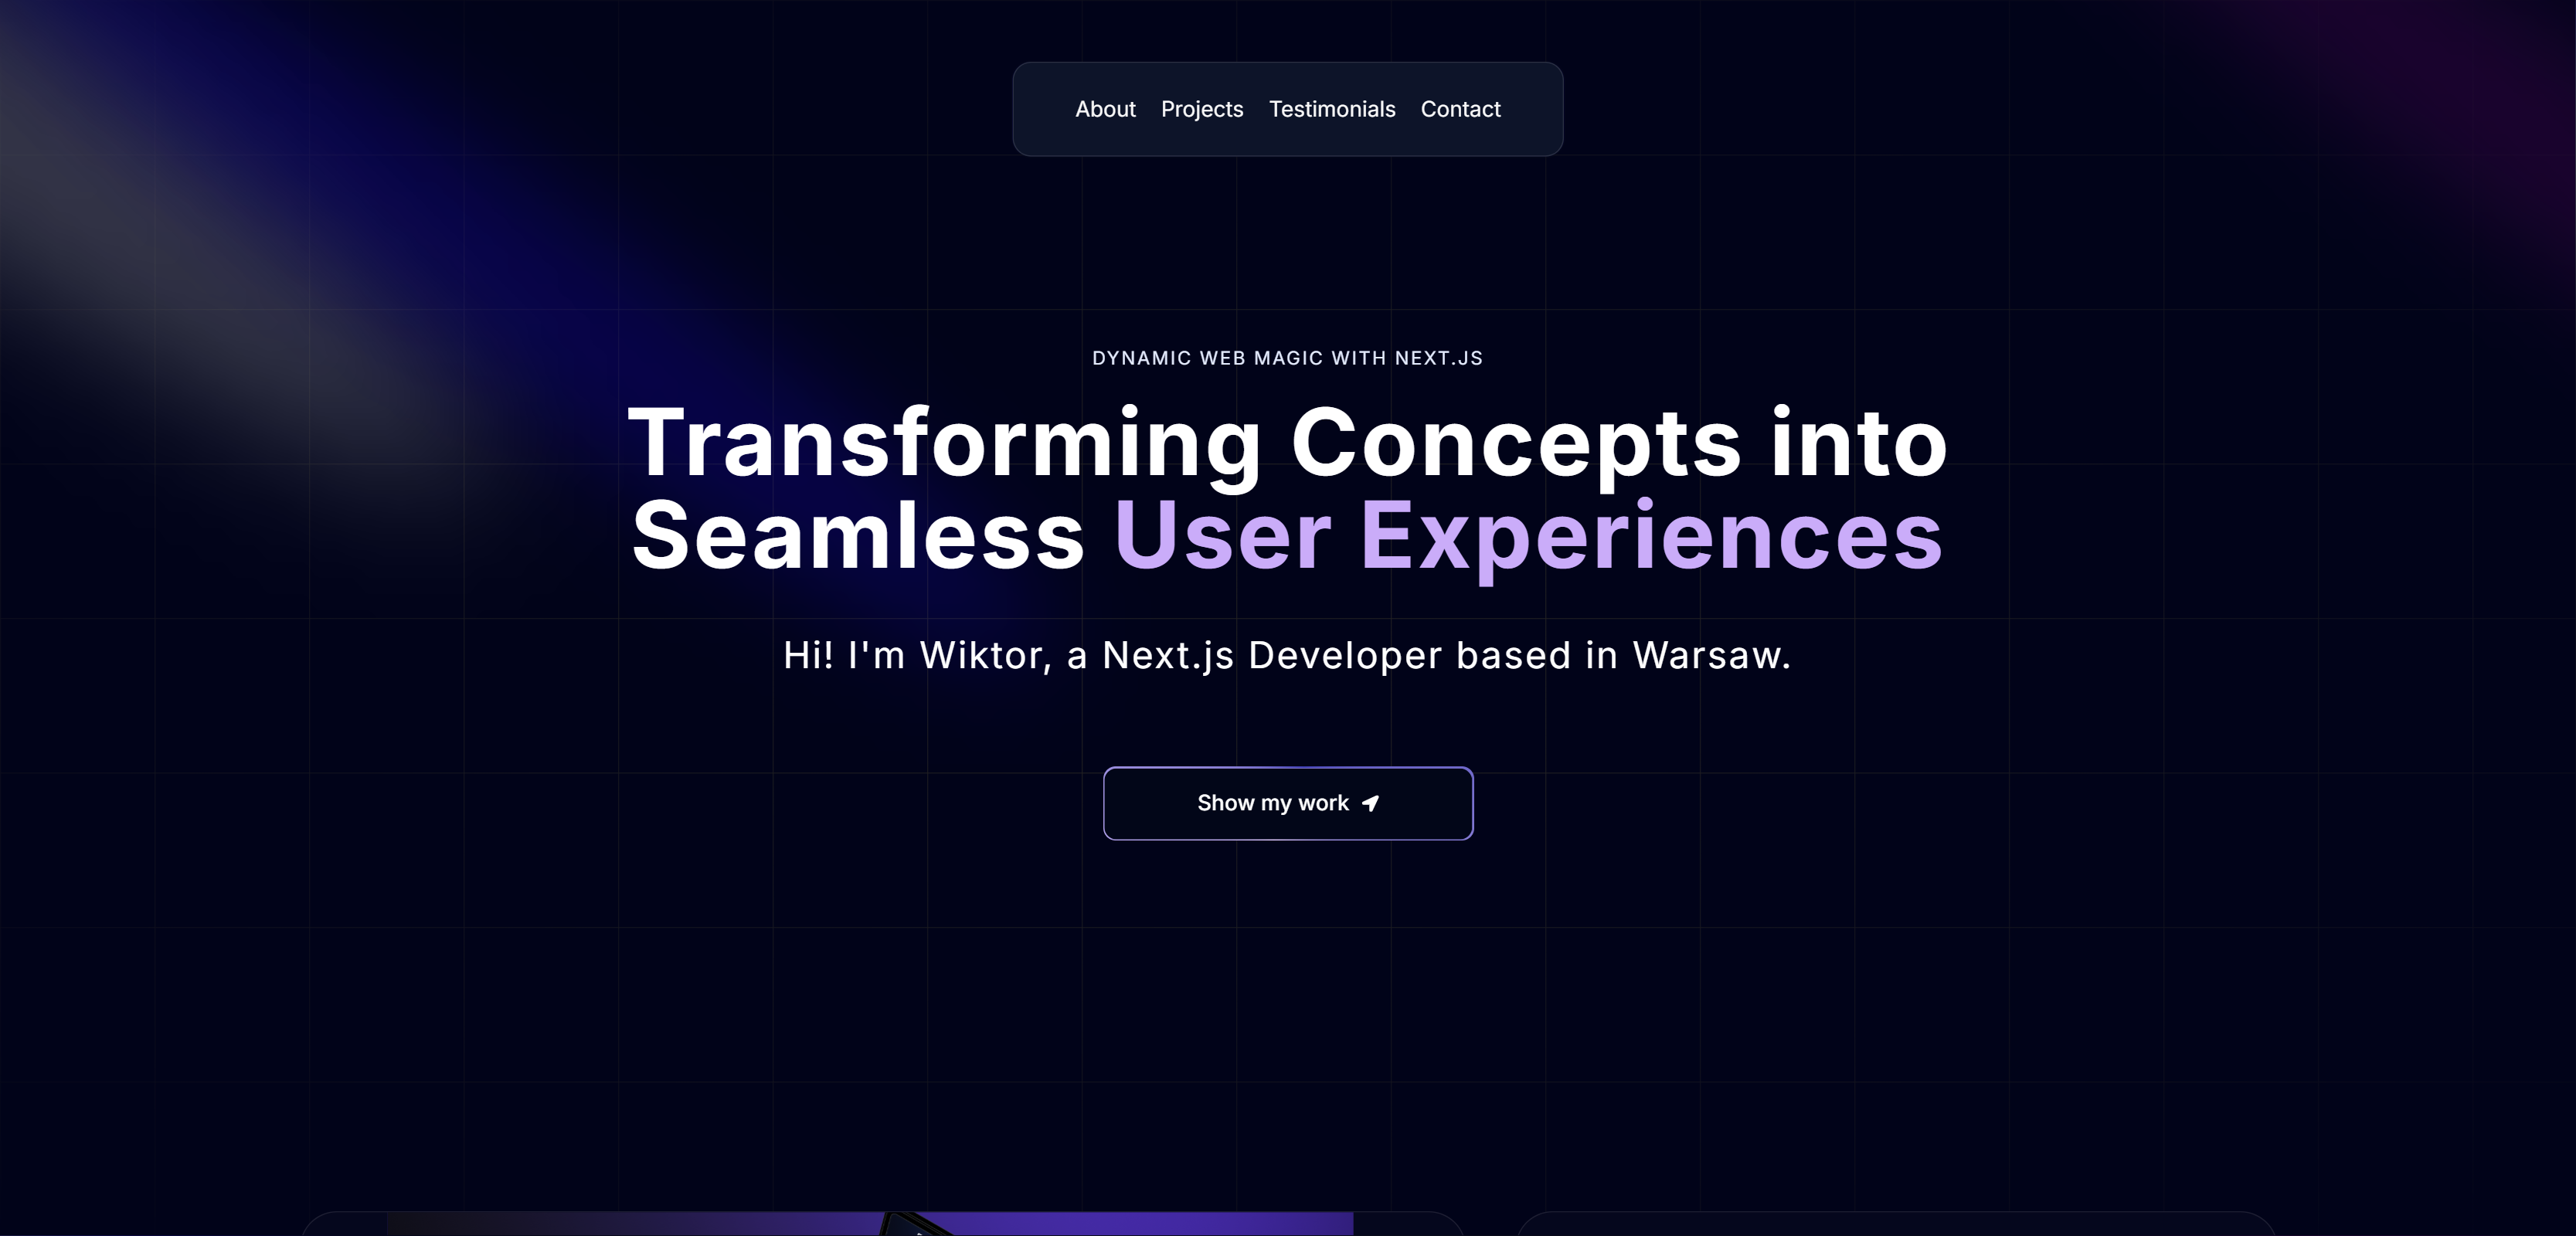 About Projects Testimonials Contact
DYNAMIC WEB MAGIC WITH NEXT.JS
Transforming Concepts into
Seamless User Experiences
Hi! I'm Wiktor, a Next.js Developer based in Warsaw.
Show my work